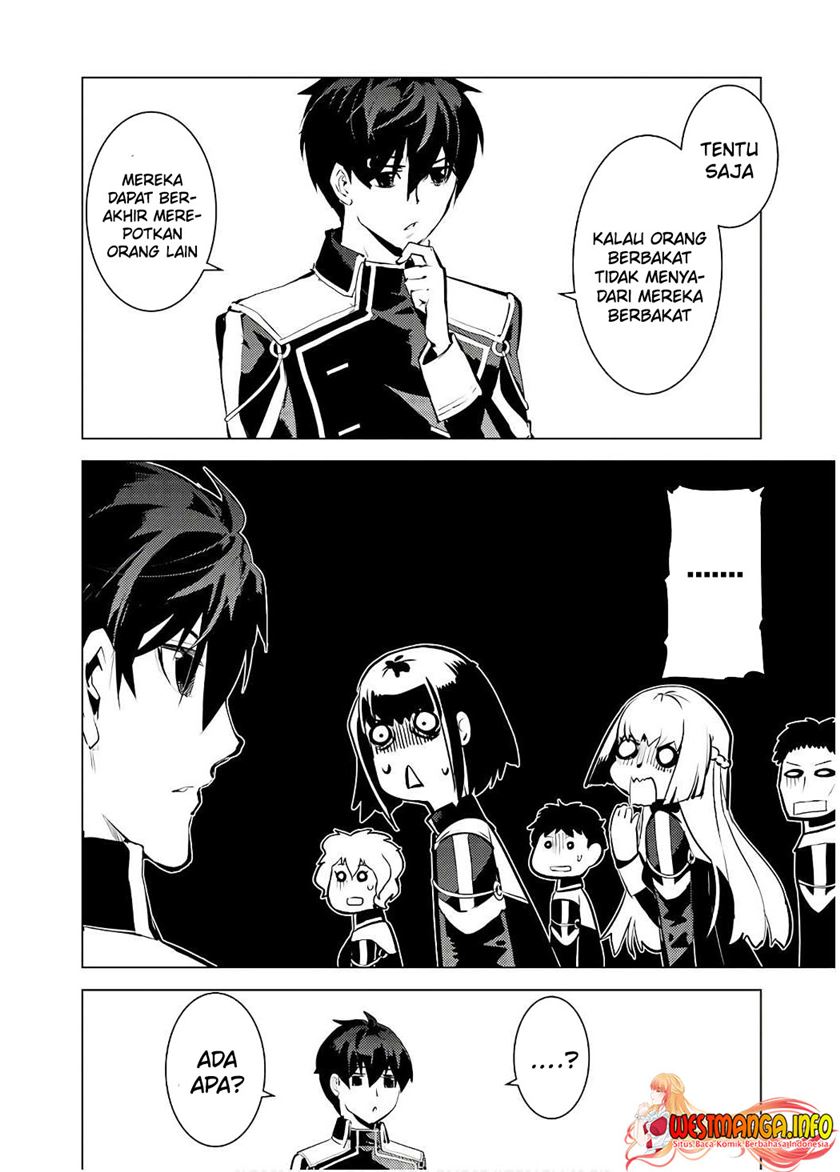 TENTU
SAJA
KALAU ORANG
BERBAKAT
TIDAK MENYA-
DARI MEREKA
BERBAKAT
MEREKA
DAPAT BER-
AKHIR MERE-
POTKAN
ORANG LAIN
.......
....?
ADA
APA?
WESTMANGA.INFO
Situs Baca Komik Berbahasa Indonesia